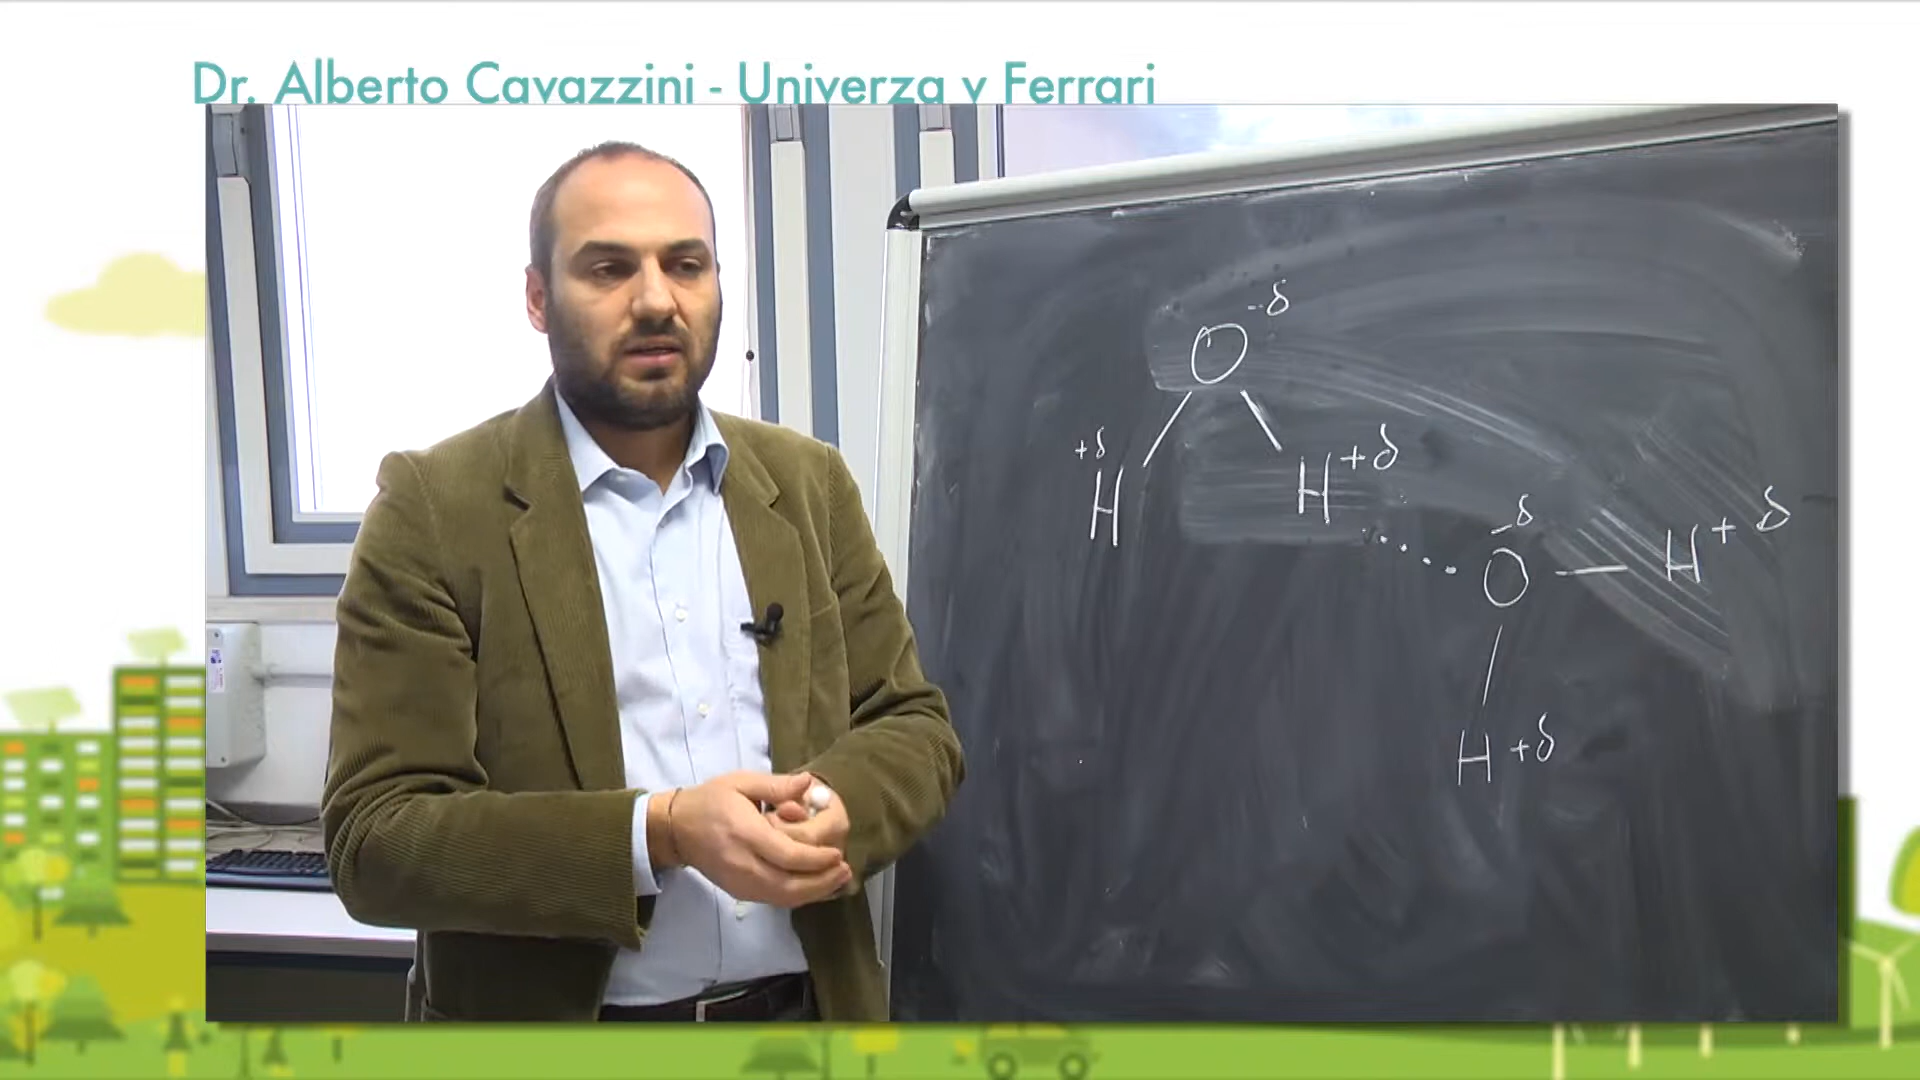 Dr. Alberto Cavazzini - Univerza v Ferrari
-δ
O
+δ
H
H +δ
-δ
O
H + δ
H +δ